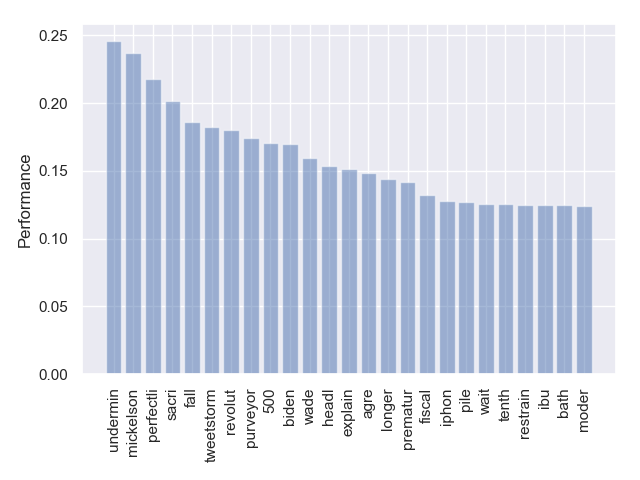 0.25
0.20
0.15
0.10
0.05
0.00
Performance
undermin
mickelson
perfectli
sacri
fall
tweetstorm
revolut
purveyor
500
biden
wade
headl
explain
agre
longer
prematur
fiscal
iphon
pile
wait
tenth
restrain
ibu
bath
moder